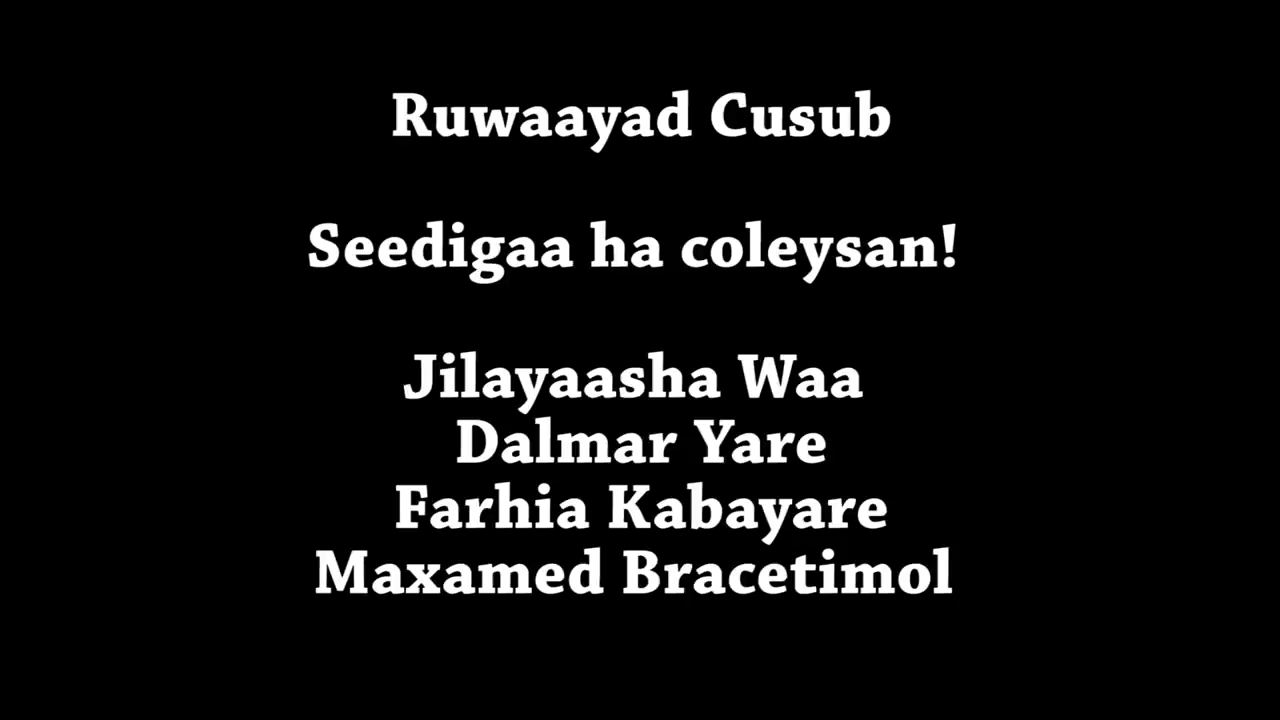 Ruwaayad Cusub
Seedigaa ha coleysan!
Jilayaasha Waa
Dalmar Yare
Farhia Kabayare
Maxamed Bracetimol